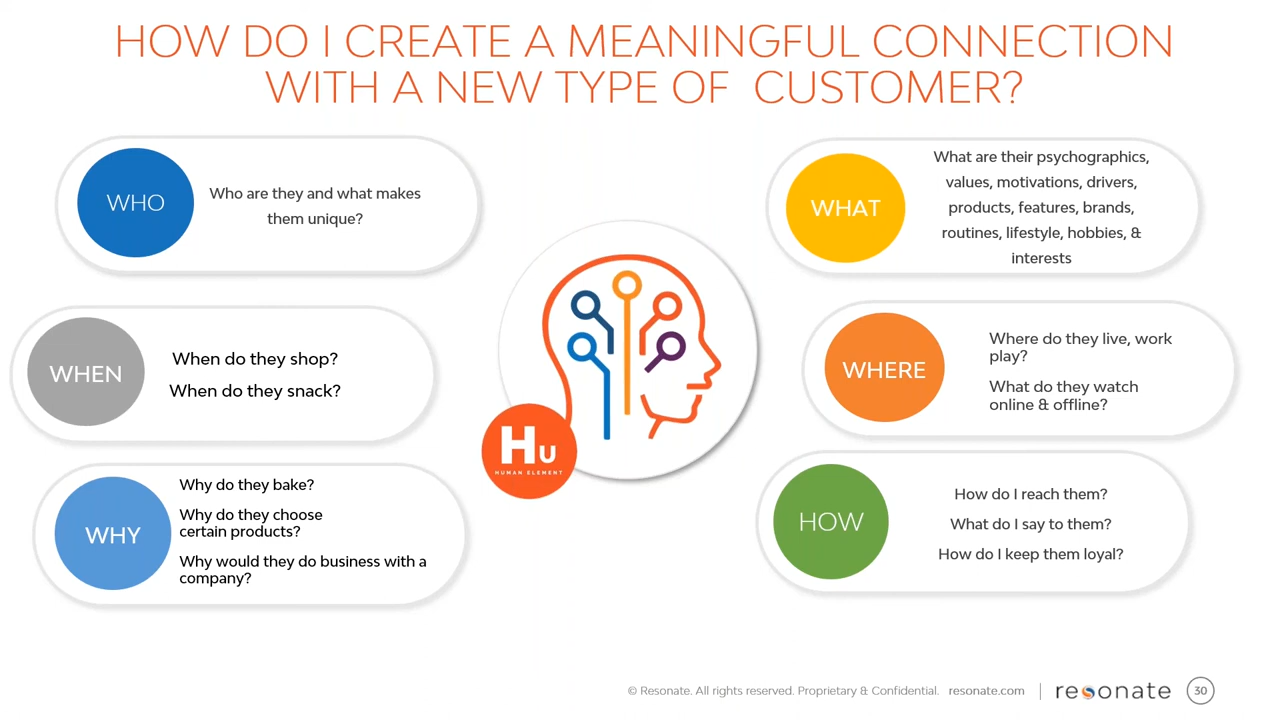 HOW DO I CREATE A MEANINGFUL CONNECTION
WITH A NEW TYPE OF CUSTOMER?
WHO
Who are they and what makes
them unique?
WHEN
When do they shop?
When do they snack?
WHY
Why do they bake?
Why do they choose
certain products?
Why would they do business with a
company?
Hu
HUMAN ELEMENT
WHAT
What are their psychographics,
values, motivations, drivers,
products, features, brands,
routines, lifestyle, hobbies, &
interests
WHERE
Where do they live, work
play?
What do they watch
online & offline?
HOW
How do I reach them?
What do I say to them?
How do I keep them loyal?
© Resonate. All rights reserved. Proprietary & Confidential. resonate.com | resonate 30